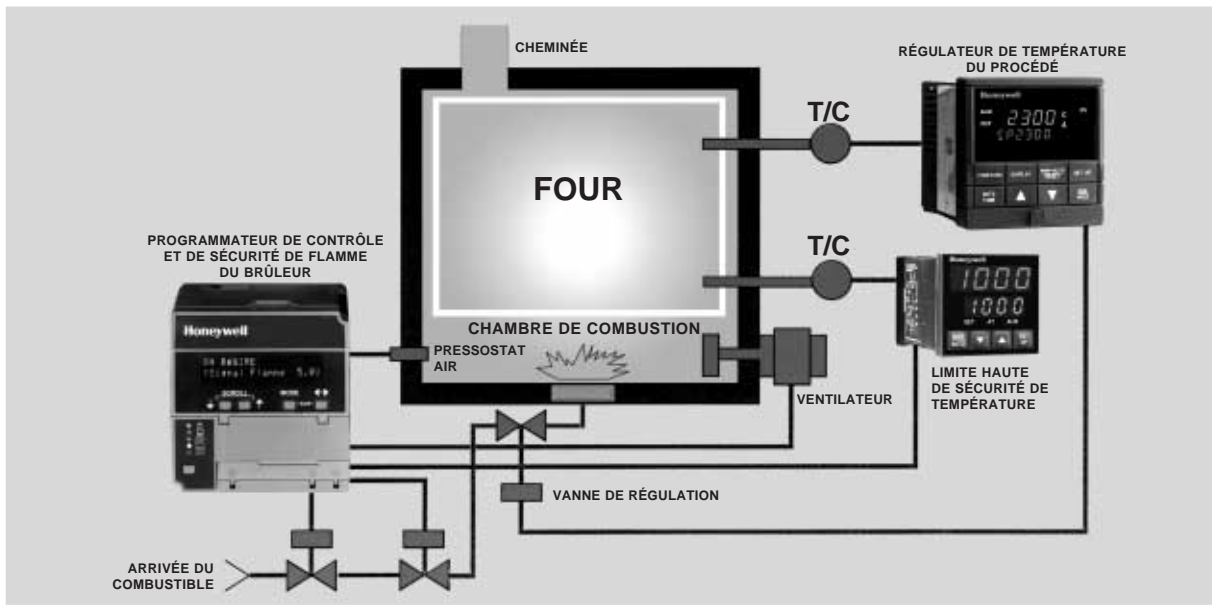 CHEMINÉE
RÉGULATEUR DE TEMPÉRATURE
DU PROCÉDÉ
Honeywell
2300
SP2300
T/C
FOUR
PROGRAMMATEUR DE CONTRÔLE
ET DE SÉCURITÉ DE FLAMME
DU BRÛLEUR
T/C
Honeywell
1000
1000
Honeywell
SCROLL
MODE
CHAMBRE DE COMBUSTION
PRESSOSTAT
AIR
LIMITE HAUTE
DE SÉCURITÉ DE
TEMPÉRATURE
VENTILATEUR
VANNE DE RÉGULATION
ARRIVÉE DU
COMBUSTIBLE